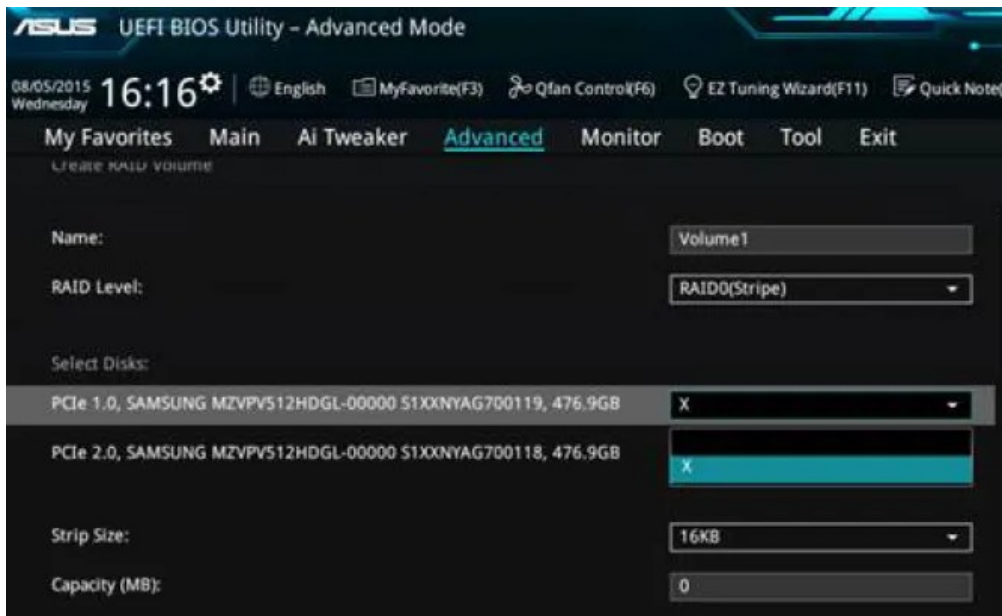 ASUS UEFI BIOS Utility – Advanced Mode
08/05/2015 Wednesday 16:16 English MyFavorite(F3) Qfan Control(F6) EZ Tuning Wizard(F11) Quick Note(
My Favorites Main Ai Tweaker Advanced Monitor Boot Tool Exit
Create RAID Volume
Name: Volume1
RAID Level: RAID0(Stripe)
Select Disks:
PCIe 1.0, SAMSUNG MZVPV512HDGL-00000 S1XXNYAG700119, 476.9GB X
PCIe 2.0, SAMSUNG MZVPV512HDGL-00000 S1XXNYAG700118, 476.9GB
X
Strip Size: 16KB
Capacity (MB): 0